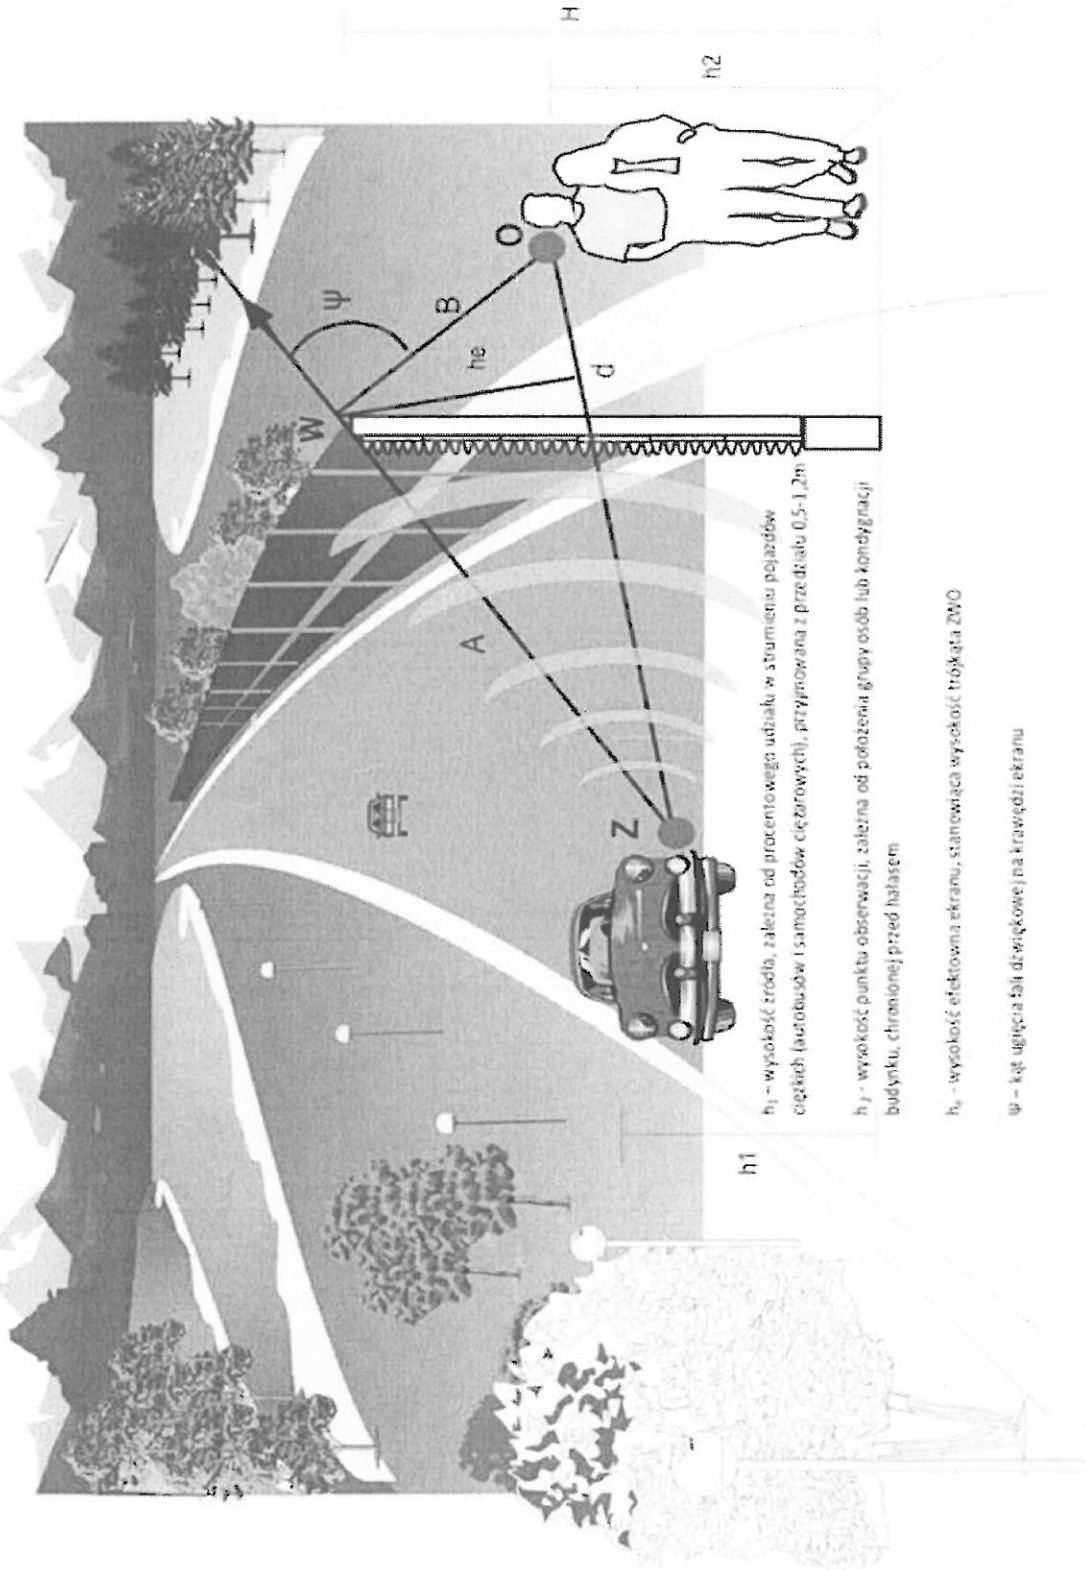 H
h2
O
Ψ
B
he
W
d
A
Z
h1
h₁ – wysokość źródła, zależna od procentowego udziału w strumieniu pojazdów
ciężkich (autobusów i samochodów ciężarowych), przyjmowana z przedziału 0,5-1,2m
h₂ - wysokość punktu obserwacji, zależna od położenia grupy osób lub kondygnacji
budynku, chronionej przed hałasem
hₑ - wysokość efektowna ekranu, stanowiąca wysokość trójkąta ZWO
Ψ – kąt ugięcia fali dźwiękowej na krawędzi ekranu